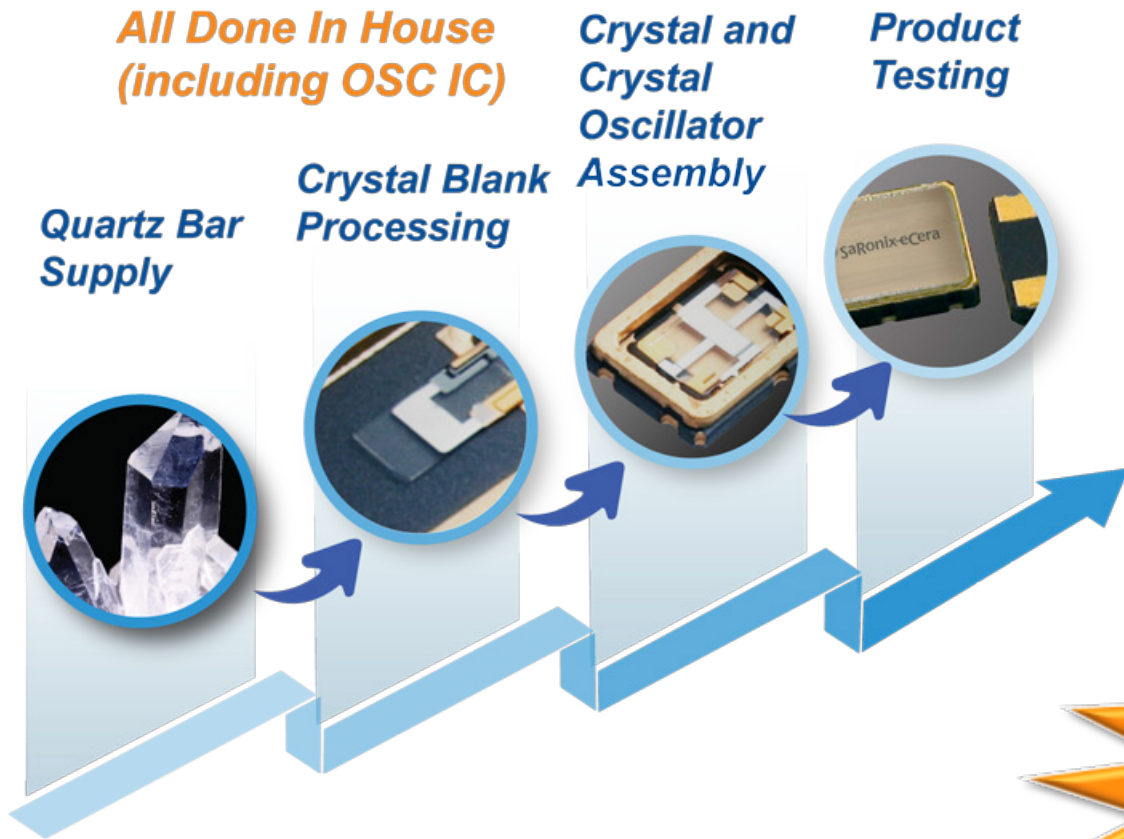 All Done In House
(including OSC IC)
Quartz Bar
Supply
Crystal Blank
Processing
Crystal and
Crystal
Oscillator
Assembly
Product
Testing
SaRonix-eCera